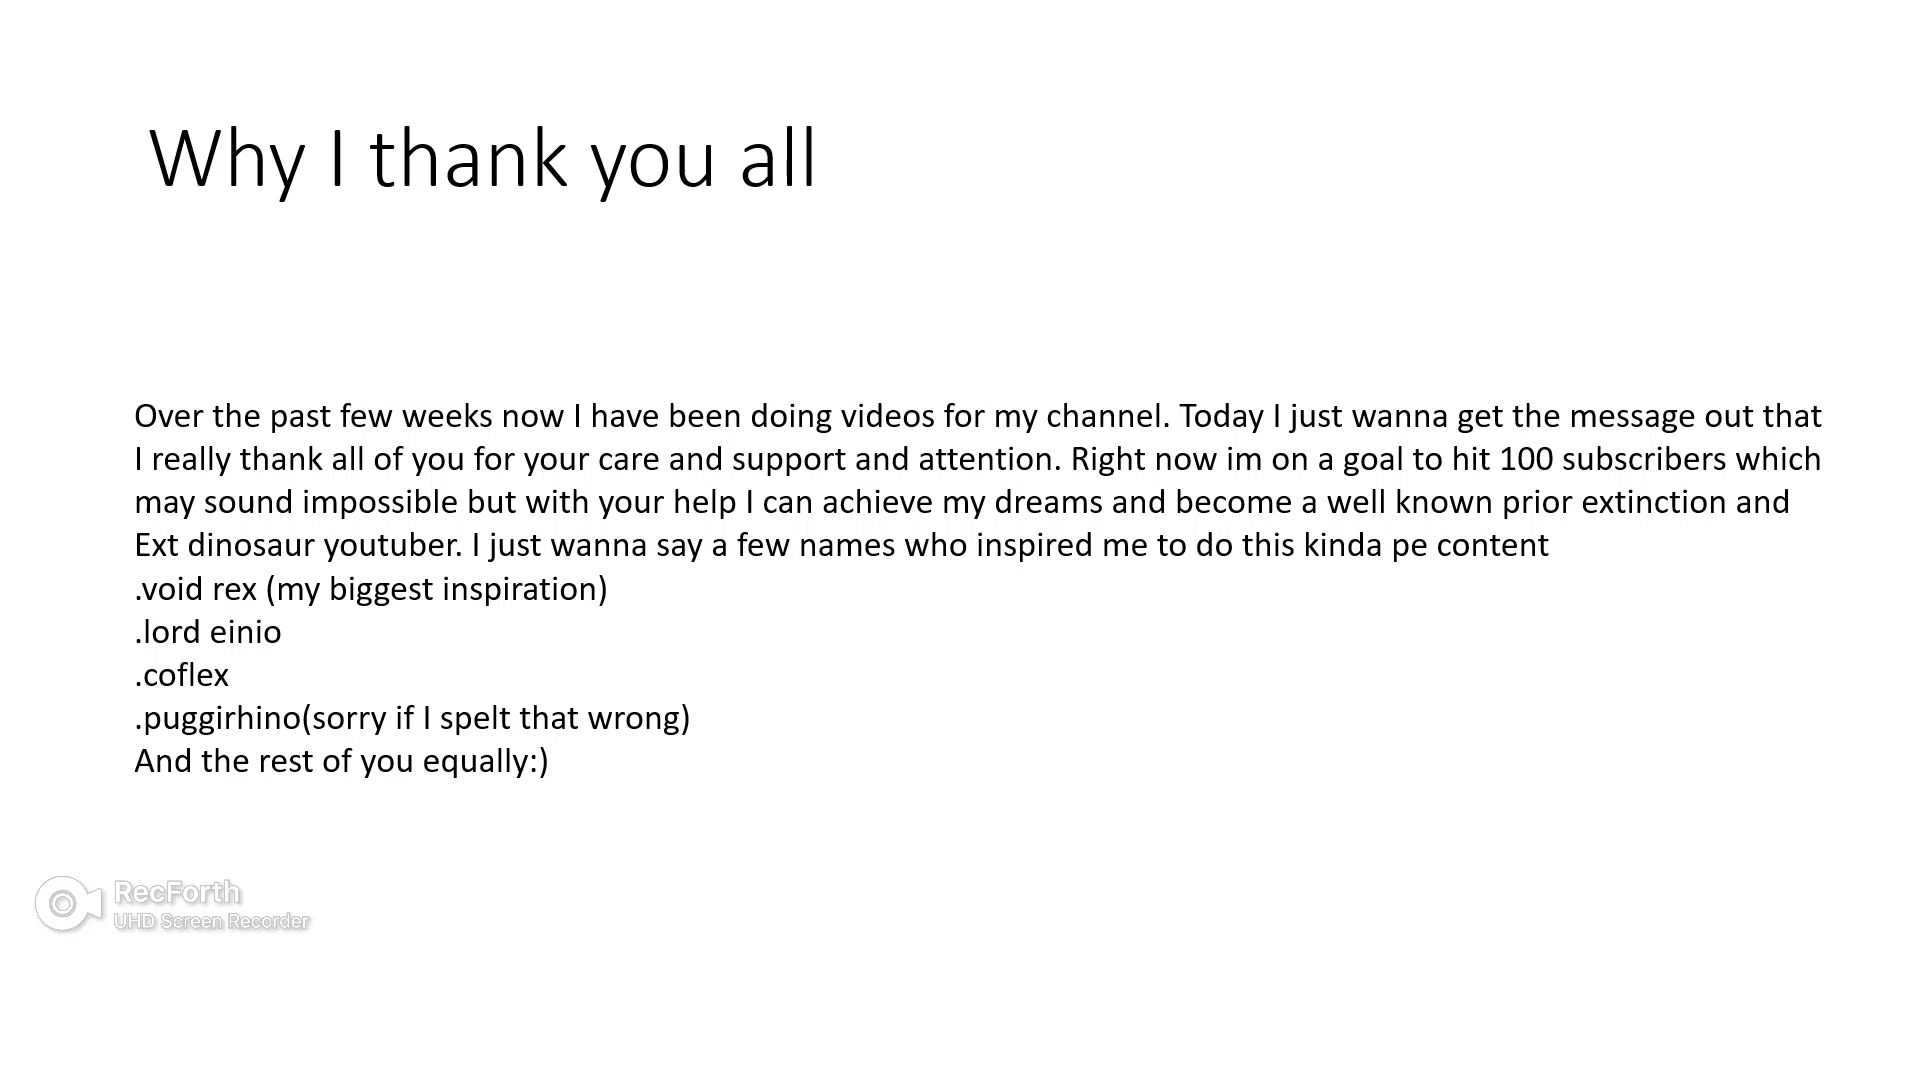 Why I thank you all
Over the past few weeks now I have been doing videos for my channel. Today I just wanna get the message out that
I really thank all of you for your care and support and attention. Right now im on a goal to hit 100 subscribers which
may sound impossible but with your help I can achieve my dreams and become a well known prior extinction and
Ext dinosaur youtuber. I just wanna say a few names who inspired me to do this kinda pe content
.void rex (my biggest inspiration)
.lord einio
.coflex
.puggirhino(sorry if I spelt that wrong)
And the rest of you equally:)
RecForth
UHD Screen Recorder